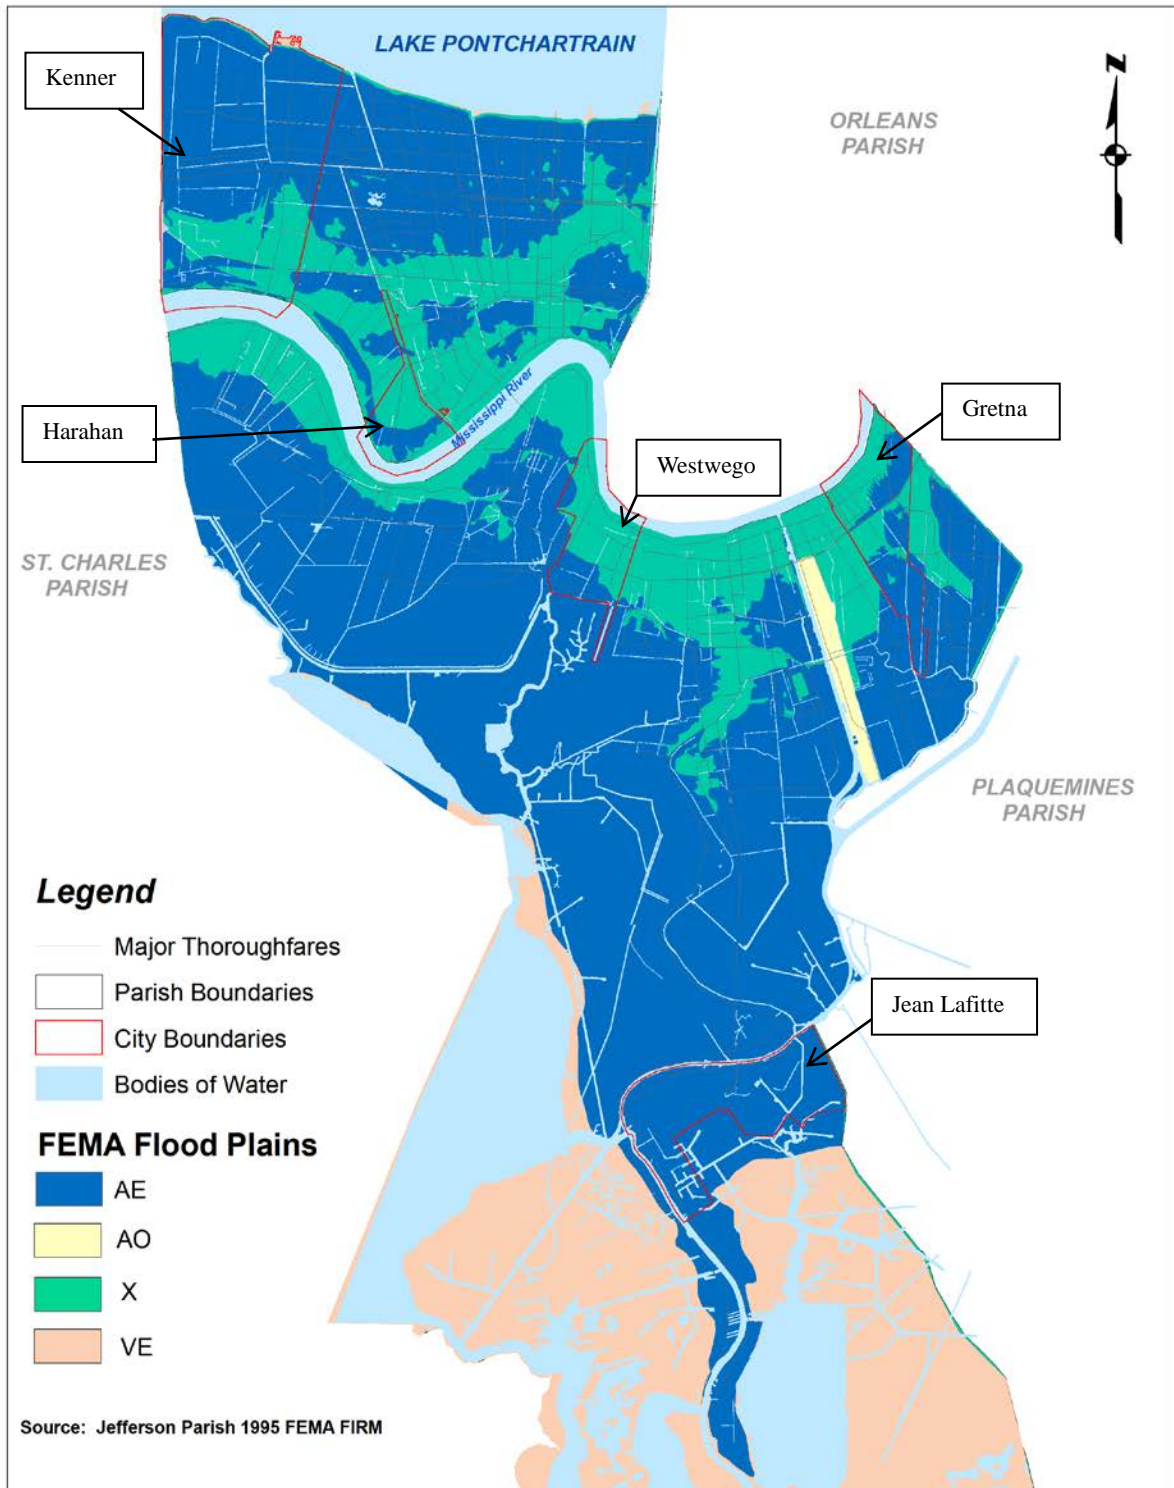 LAKE PONTCHARTRAIN
Kenner
N
ORLEANS
PARISH
Mississippi River
Gretna
Harahan
Westwego
ST. CHARLES
PARISH
PLAQUEMINES
PARISH
Legend
Major Thoroughfares
Parish Boundaries
City Boundaries
Bodies of Water
Jean Lafitte
FEMA Flood Plains
AE
AO
X
VE
Source: Jefferson Parish 1995 FEMA FIRM